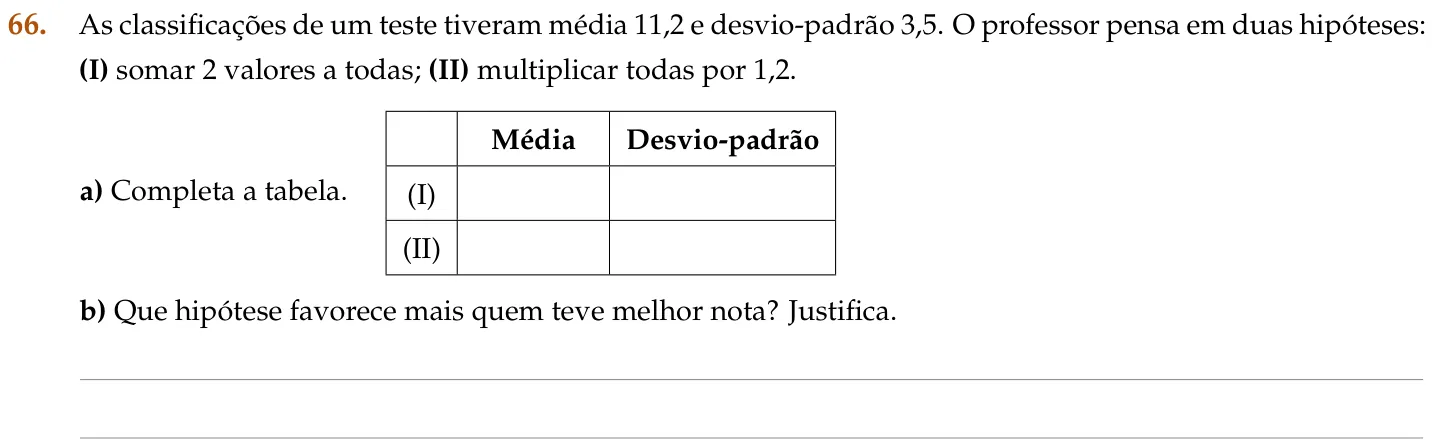 66. As classificações de um teste tiveram média 11,2 e desvio-padrão 3,5. O professor pensa em duas hipóteses:
(I) somar 2 valores a todas; (II) multiplicar todas por 1,2.
Média Desvio-padrão
a) Completa a tabela. (I)
(II)
b) Que hipótese favorece mais quem teve melhor nota? Justifica.